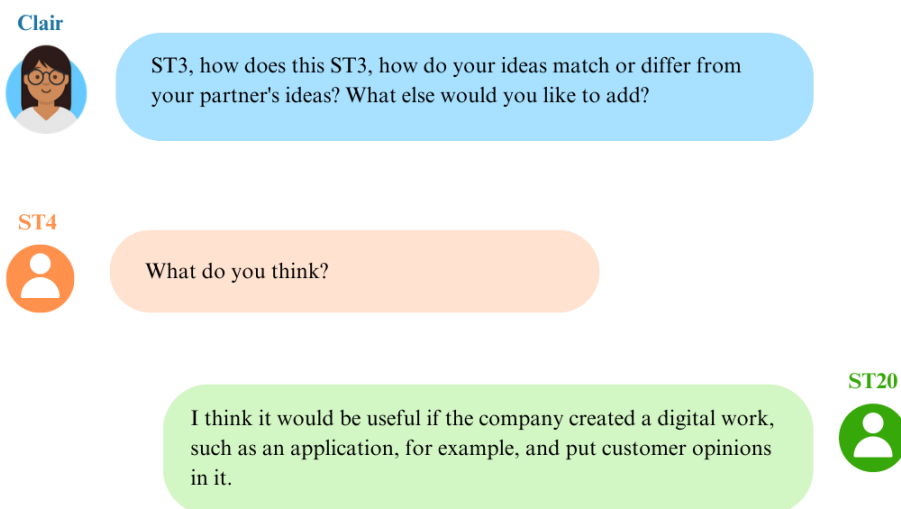 Clair
ST3, how does this ST3, how do your ideas match or differ from
your partner's ideas? What else would you like to add?
ST4
What do you think?
ST20
I think it would be useful if the company created a digital work,
such as an application, for example, and put customer opinions
in it.